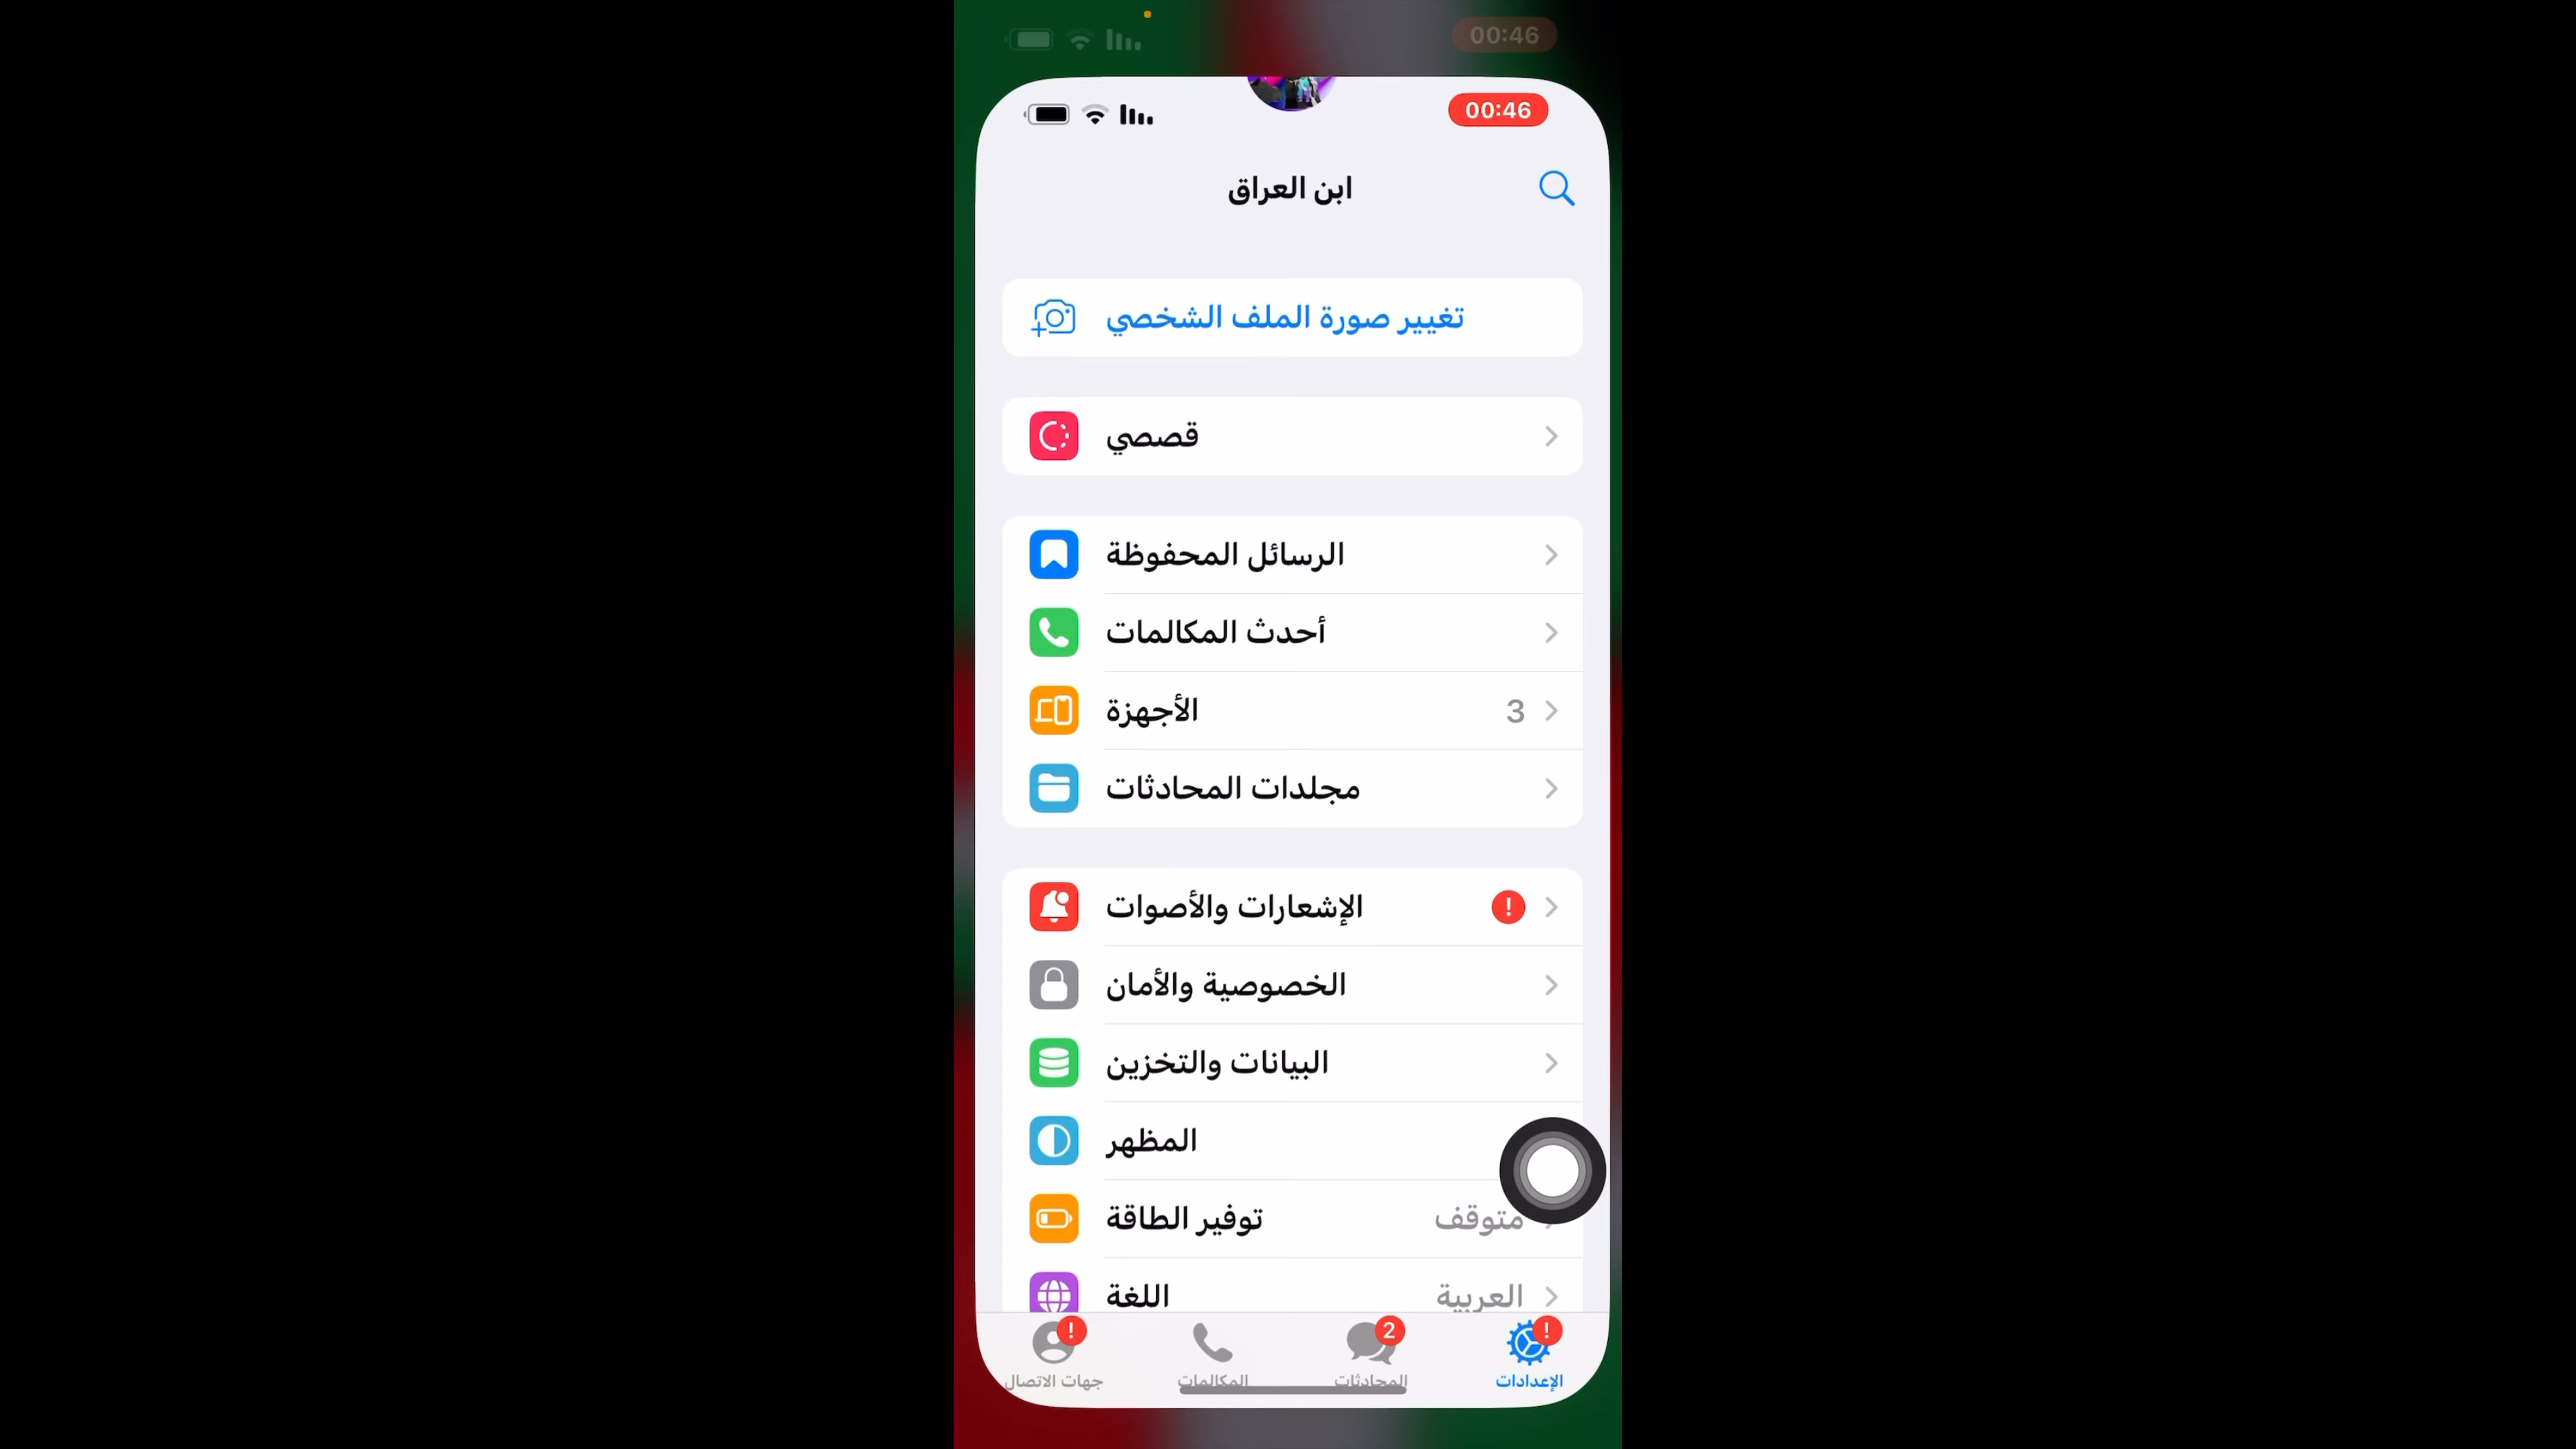 00:46
00:46
ابن العراق
تغيير صورة الملف الشخصي
قصصي
الرسائل المحفوظة
أحدث المكالمات
الأجهزة 3
مجلدات المحادثات
الإشعارات والأصوات !
الخصوصية والأمان
البيانات والتخزين
المظهر
توفير الطاقة متوقف
اللغة العربية
! 2 !
جهات الاتصال المكالمات المحادثات الإعدادات